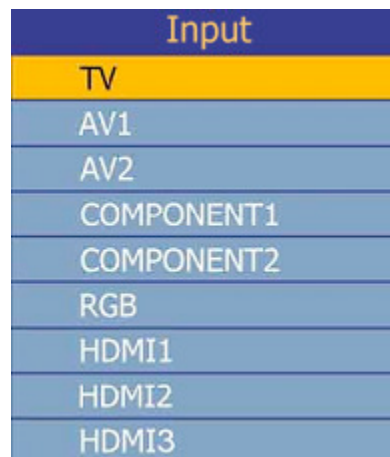 Input
TV
AV1
AV2
COMPONENT1
COMPONENT2
RGB
HDMI1
HDMI2
HDMI3